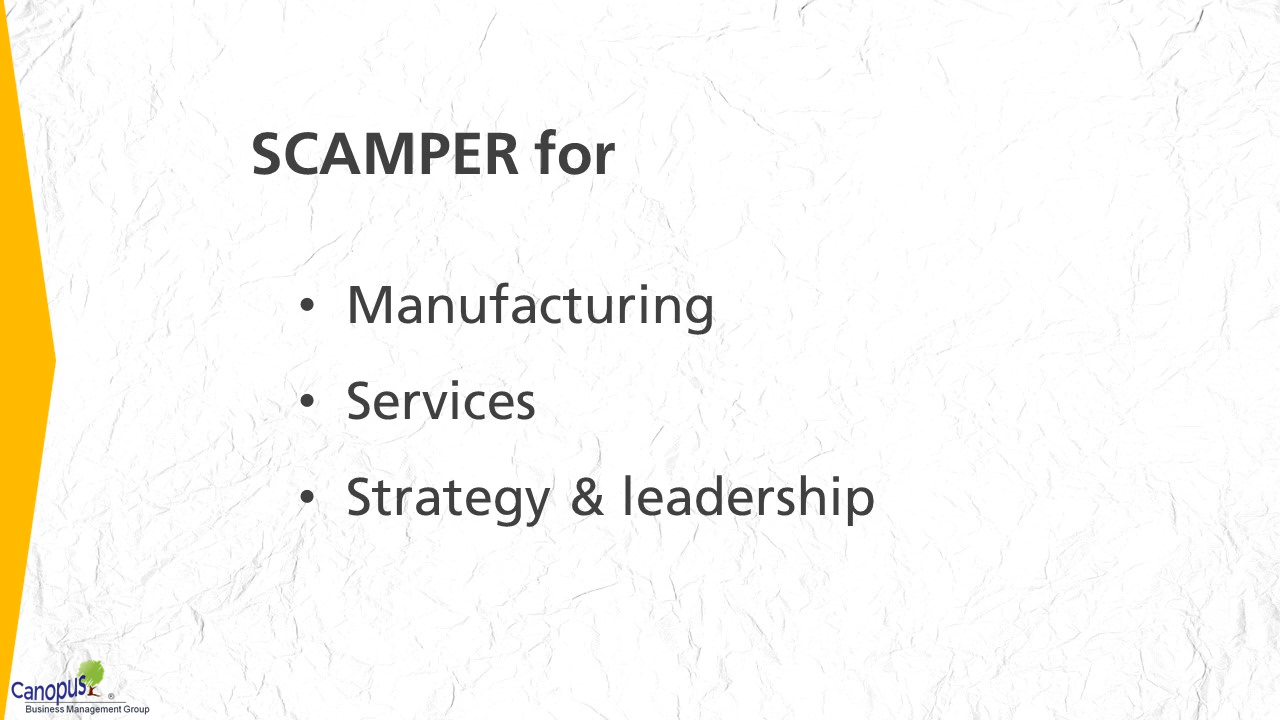 SCAMPER for
• Manufacturing
• Services
• Strategy & leadership
Canopus ®
Business Management Group